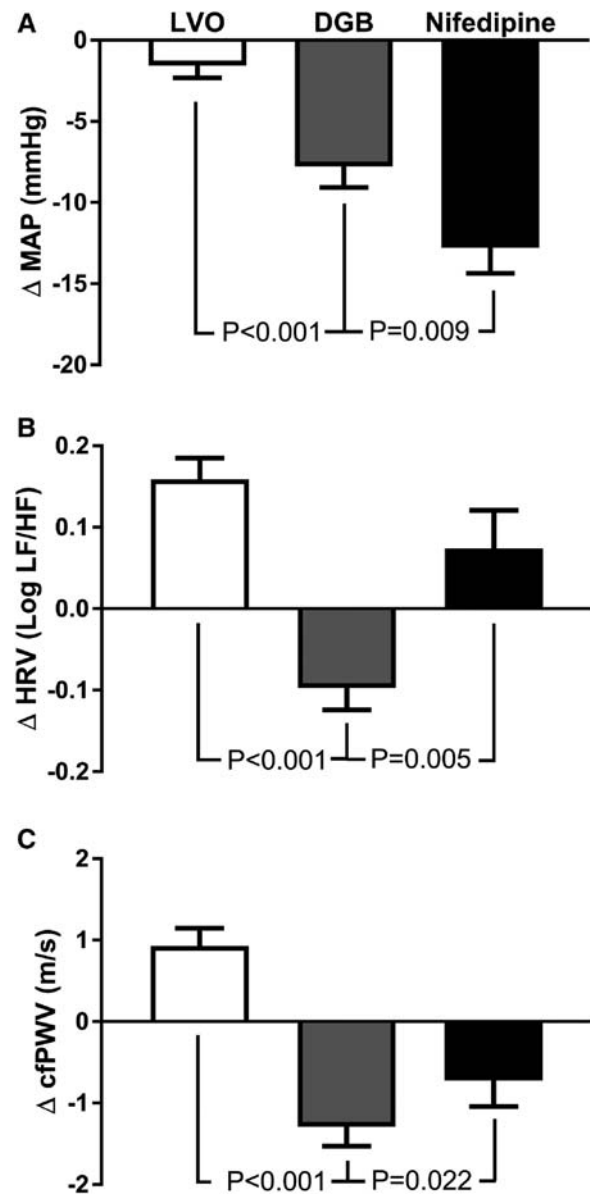 A
LVO DGB Nifedipine
Δ MAP (mmHg)
0
-5
-10
-15
-20
P<0.001 P=0.009
B
Δ HRV (Log LF/HF)
0.2
0.1
0.0
-0.1
-0.2
P<0.001 P=0.005
C
Δ cfPWV (m/s)
2
1
0
-1
-2
P<0.001 P=0.022